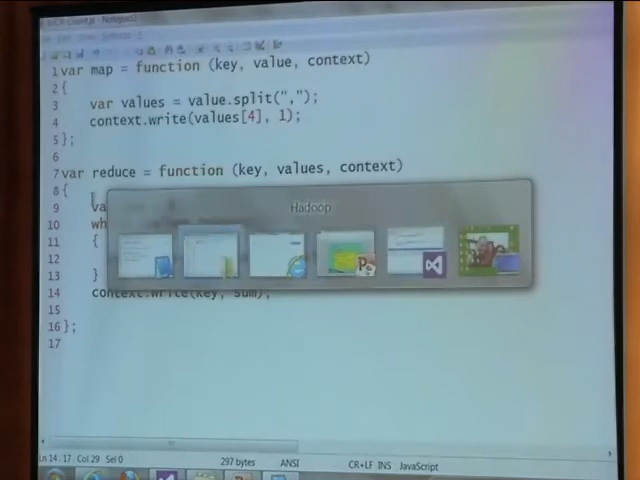 1 var map = function (key, value, context)
2 {
3 var values = value.split(",");
4 context.write(values[4], 1);
5 };
6
7 var reduce = function (key, values, context)
8 {
9 va
Hadoop
10 wh
11 {
12
13 }
14 context.write(key, sum);
15
16 };
17
Ln 14 : 17 Col 29 Sel 0 297 bytes ANSI CR+LF INS JavaScript